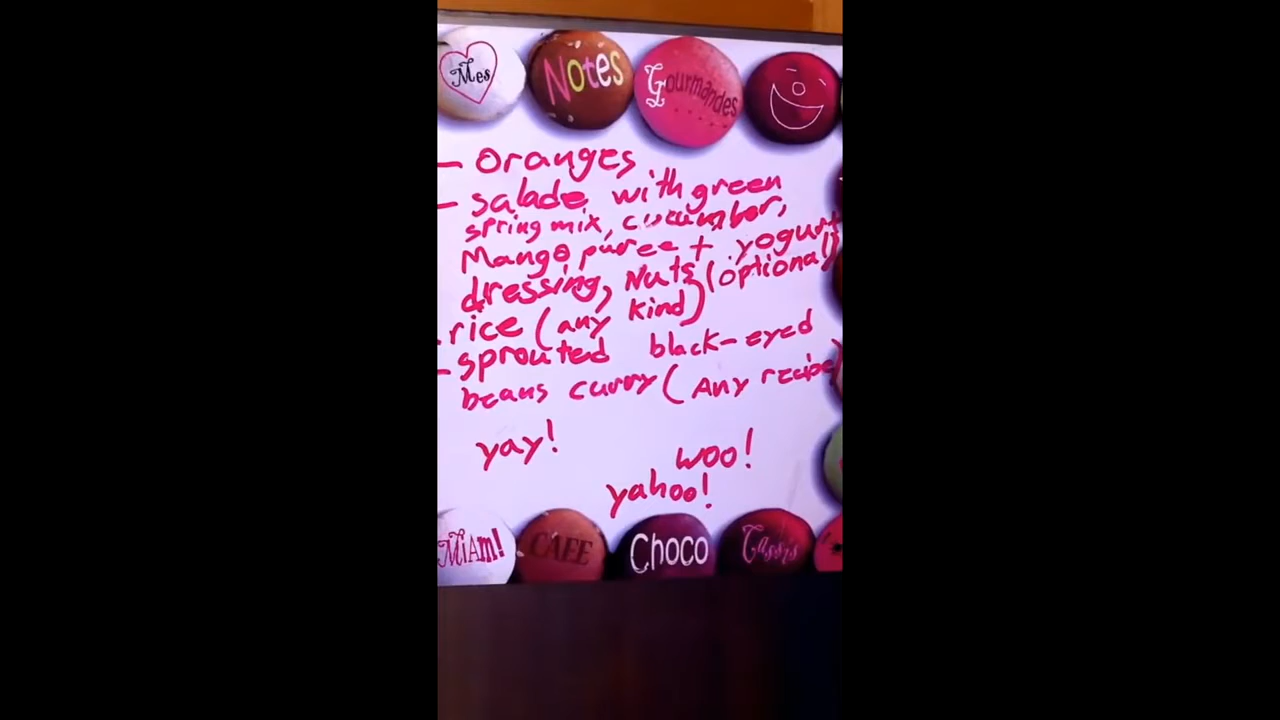 Mes Notes Gourmandes
- oranges
- salade with green
spring mix, cucumber,
Mango puree + yogurt
dressing, Nuts (optional)
- rice (any kind)
- sprouted black-eyed
beans curry (Any recipe)
yay!
woo!
yahoo!
MiAm! CAFE Choco Cassis